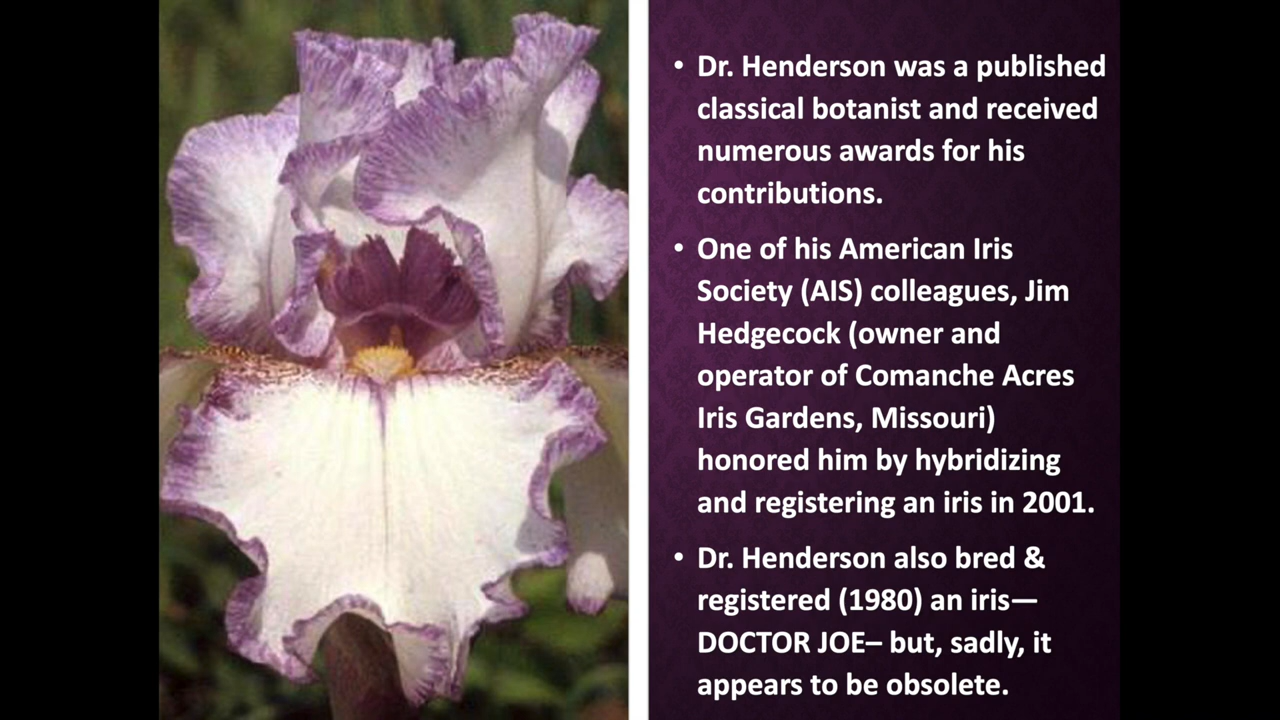 • Dr. Henderson was a published
classical botanist and received
numerous awards for his
contributions.
• One of his American Iris
Society (AIS) colleagues, Jim
Hedgecock (owner and
operator of Comanche Acres
Iris Gardens, Missouri)
honored him by hybridizing
and registering an iris in 2001.
• Dr. Henderson also bred &
registered (1980) an iris—
DOCTOR JOE– but, sadly, it
appears to be obsolete.